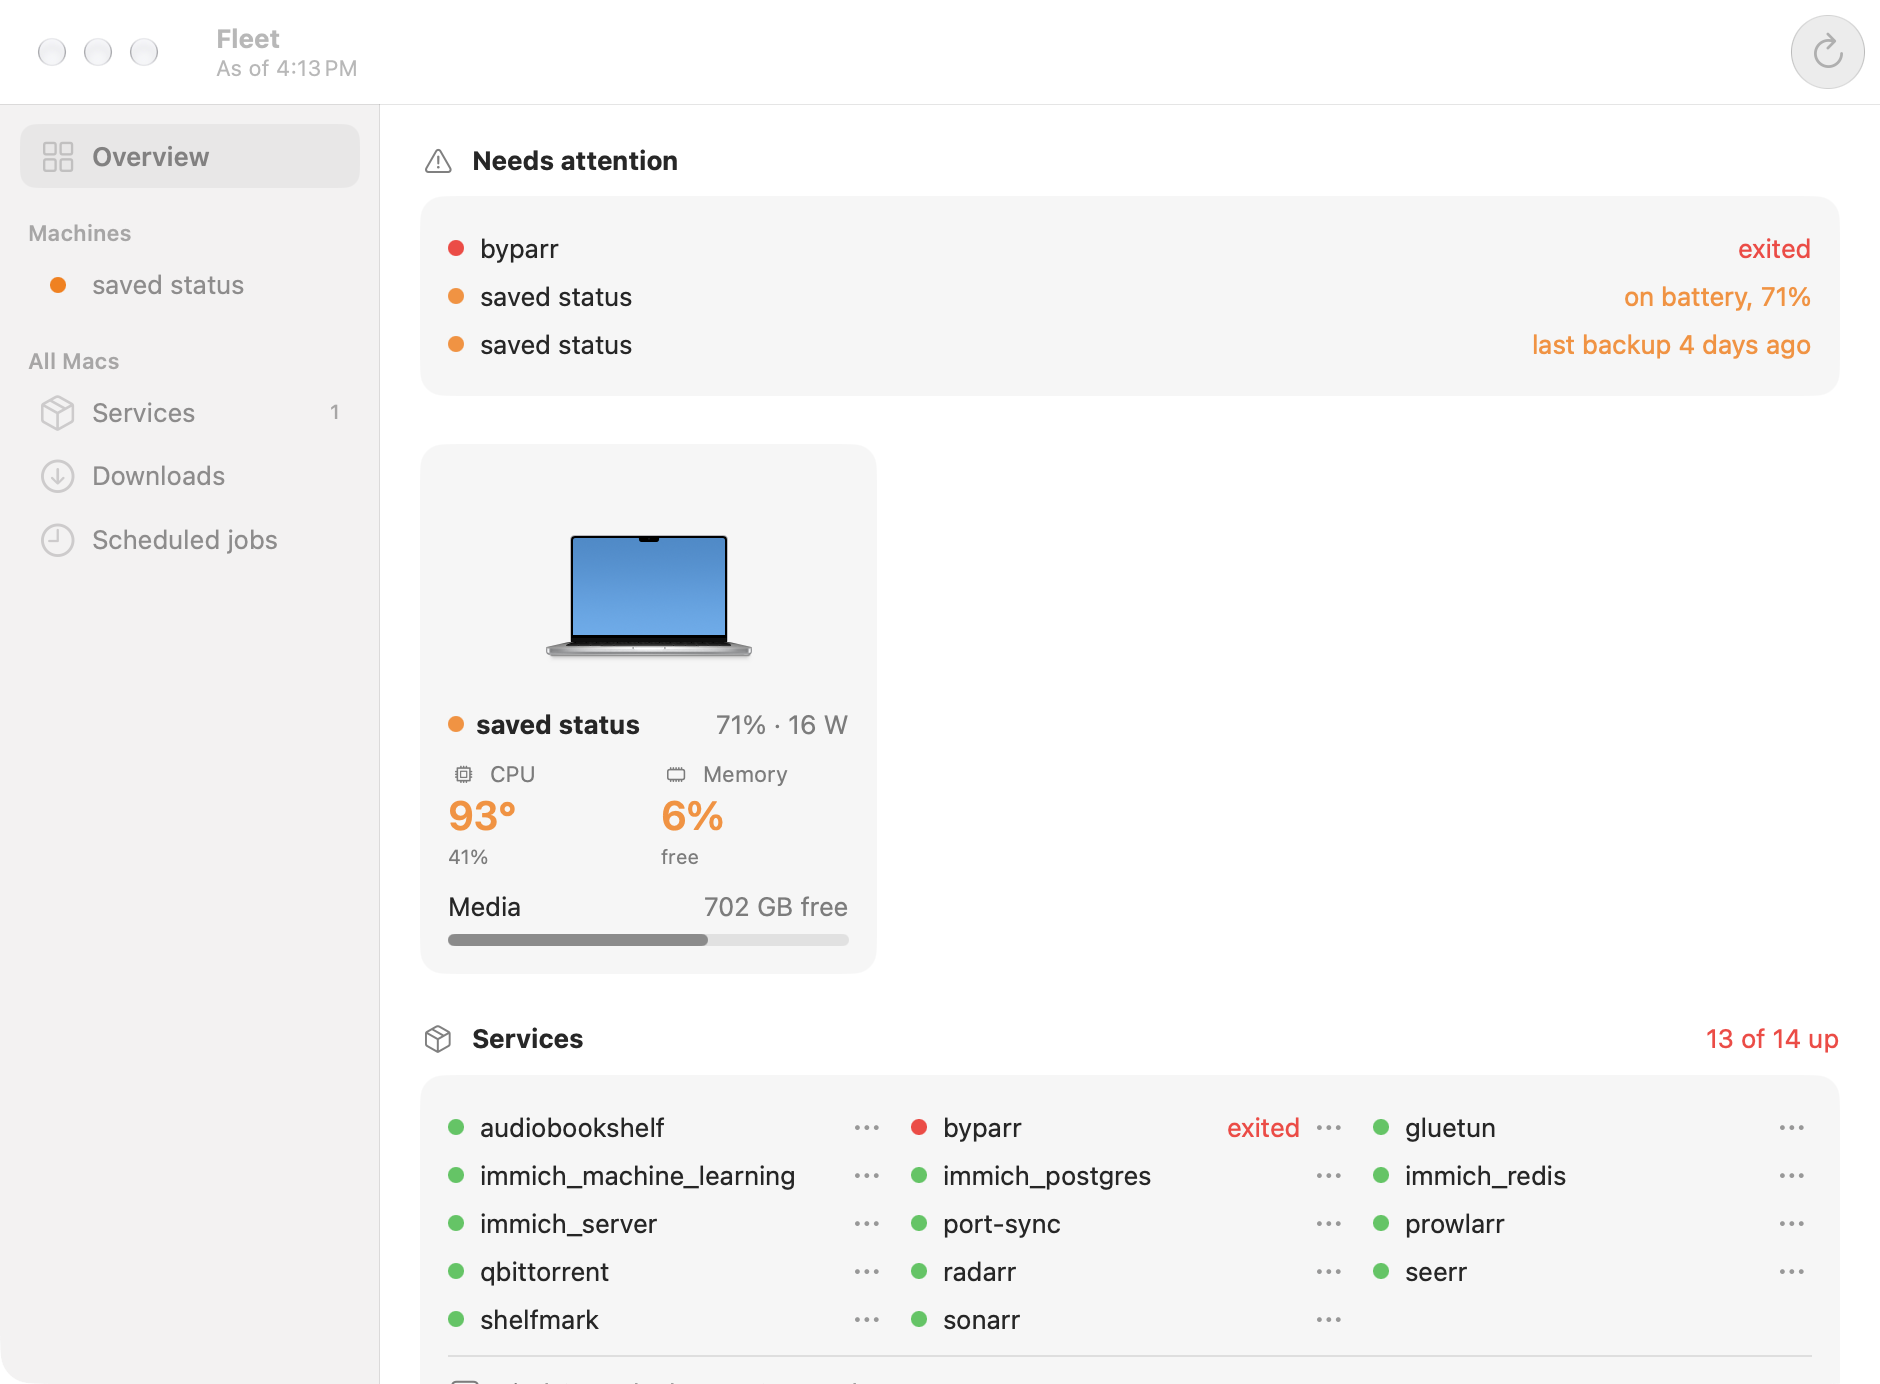 Fleet
As of 4:13 PM
Overview
Machines
saved status
All Macs
Services 1
Downloads
Scheduled jobs
Needs attention
byparr exited
saved status on battery, 71%
saved status last backup 4 days ago
saved status 71% · 16 W
CPU Memory
93° 6%
41% free
Media 702 GB free
Services 13 of 14 up
audiobookshelf ··· byparr exited ··· gluetun ···
immich_machine_learning ··· immich_postgres ··· immich_redis ···
immich_server ··· port-sync ··· prowlarr ···
qbittorrent ··· radarr ··· seerr ···
shelfmark ··· sonarr ···